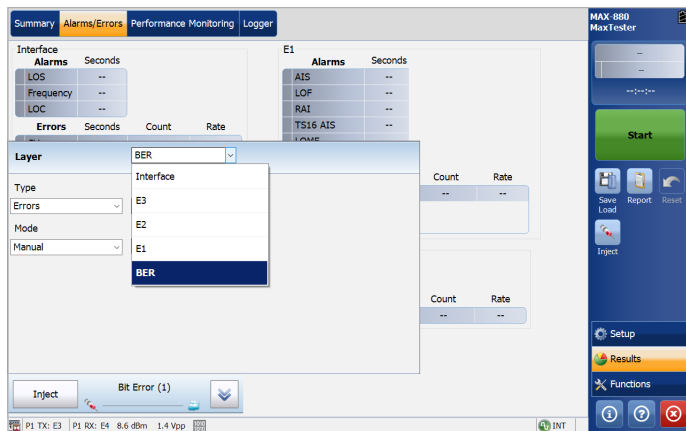 Summary Alarms/Errors Performance Monitoring Logger
MAX-880
MaxTester
Interface
Alarms Seconds
LOS --
Frequency --
LOC --
Errors Seconds Count Rate
E1
Alarms Seconds
AIS --
LOF --
RAI --
TS16 AIS --
Layer BER
Interface
E3
E2
E1
BER
Type
Errors
Mode
Manual
Count Rate
-- --
Count Rate
-- --
Inject Bit Error (1)
--
--
--:--:--
Start
Save
Load
Report
Reset
Inject
Setup
Results
Functions
P1 TX: E3 P1 RX: E4 8.6 dBm 1.4 Vpp
INT